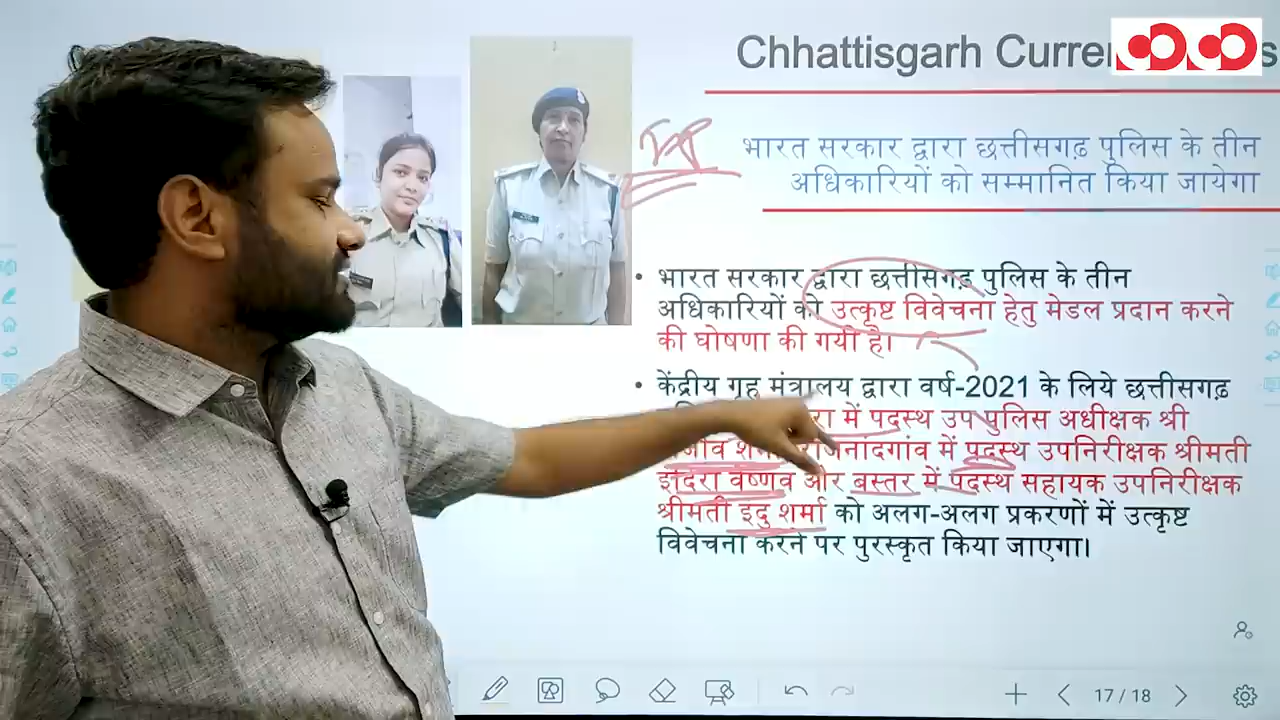 Chhattisgarh Curre
भारत सरकार द्वारा छत्तीसगढ़ पुलिस के तीन
अधिकारियों को सम्मानित किया जायेगा
• भारत सरकार द्वारा छत्तीसगढ़ पुलिस के तीन
अधिकारियों को उत्कृष्ट विवेचना हेतु मेडल प्रदान करने
की घोषणा की गयी है।
• केंद्रीय गृह मंत्रालय द्वारा वर्ष-2021 के लिये छत्तीसगढ़
में पदस्थ उप पुलिस अधीक्षक श्री
राजनांदगांव में पदस्थ उपनिरीक्षक श्रीमती
इंदिरा वैष्णव और बस्तर में पदस्थ सहायक उपनिरीक्षक
श्रीमती इंदु शर्मा को अलग-अलग प्रकरणों में उत्कृष्ट
विवेचना करने पर पुरस्कृत किया जाएगा।
17 / 18